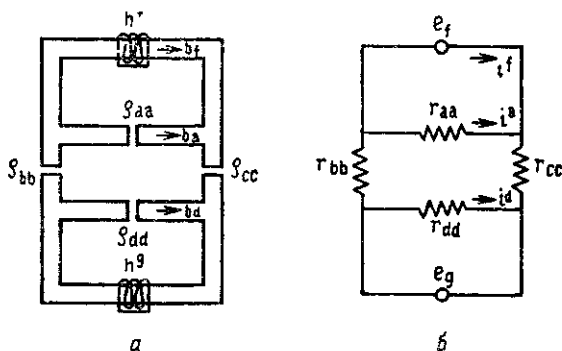 h^r e_f
b_f i^f
ρ_aa r_aa i^a
b_a
ρ_bb ρ_cc r_bb r_cc
b_d i^d
ρ_dd r_dd
h^g e_g
а б